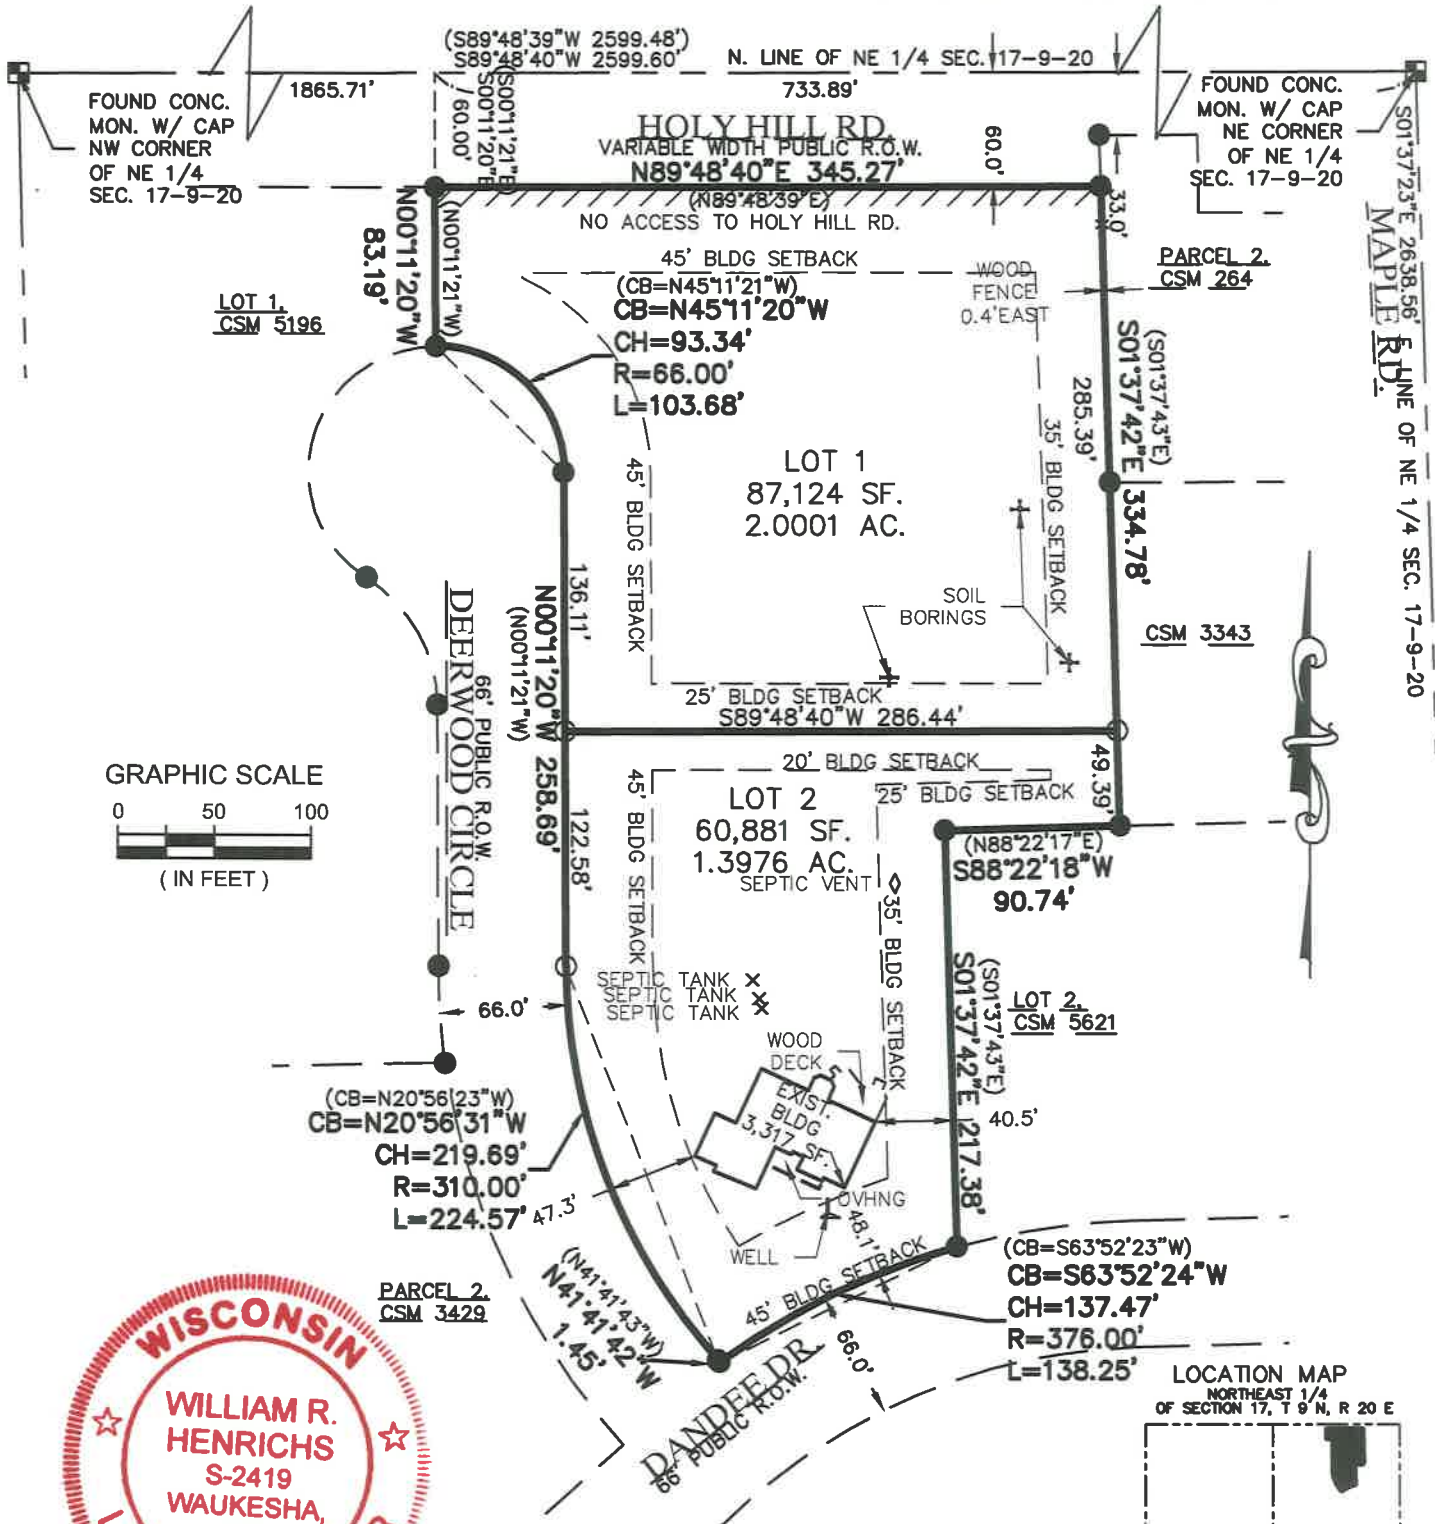 (S89°48'39"W 2599.48')
S89°48'40"W 2599.60'
N. LINE OF NE 1/4 SEC. 17-9-20
1865.71'
733.89'
FOUND CONC.
MON. W/ CAP
NW CORNER
OF NE 1/4
SEC. 17-9-20
(S00°11'21"E)
S00°11'20"E
60.00'
HOLY HILL RD.
VARIABLE WIDTH PUBLIC R.O.W.
N89°48'40"E 345.27'
(N89°48'39"E)
NO ACCESS TO HOLY HILL RD.
60.0'
33.0'
FOUND CONC.
MON. W/ CAP
NE CORNER
OF NE 1/4
SEC. 17-9-20
S01°37'23"E 2638.56'
E LINE OF NE 1/4 SEC. 17-9-20
MAPLE RD.
N00°11'20"W
83.19'
(N00°11'21"W)
LOT 1,
CSM 5196
45' BLDG SETBACK
(CB=N45°11'21"W)
CB=N45°11'20"W
CH=93.34'
R=66.00'
L=103.68'
WOOD
FENCE
0.4'EAST
PARCEL 2,
CSM 264
(S01°37'43"E)
S01°37'42"E 334.78'
285.39'
35' BLDG SETBACK
45' BLDG SETBACK
LOT 1
87,124 SF.
2.0001 AC.
SOIL
BORINGS
CSM 3343
136.11'
N00°11'20"W 258.69'
(N00°11'21"W)
DEERWOOD CIRCLE
66' PUBLIC R.O.W.
25' BLDG SETBACK
S89°48'40"W 286.44'
20' BLDG SETBACK
49.39'
25' BLDG SETBACK
GRAPHIC SCALE
0 50 100
( IN FEET )
45' BLDG SETBACK
122.58'
LOT 2
60,881 SF.
1.3976 AC.
SEPTIC VENT
35' BLDG SETBACK
(N88°22'17"E)
S88°22'18"W
90.74'
SEPTIC TANK
SEPTIC TANK
SEPTIC TANK
66.0'
(S01°37'43"E)
S01°37'42"E 217.38'
LOT 2,
CSM 5621
WOOD
DECK
EXIST.
BLDG
3,317 SF.
40.5'
OVHNG
WELL
48.1'
47.3'
(CB=N20°56'23"W)
CB=N20°56'31"W
CH=219.69'
R=310.00'
L=224.57'
PARCEL 2,
CSM 3429
(N41°41'43"W)
N41°41'42"W
1.45'
45' BLDG SETBACK
(CB=S63°52'23"W)
CB=S63°52'24"W
CH=137.47'
R=376.00'
L=138.25'
66.0'
DANDEE DR.
66' PUBLIC R.O.W.
LOCATION MAP
NORTHEAST 1/4
OF SECTION 17, T 9 N, R 20 E
WISCONSIN
WILLIAM R.
HENRICHS
S-2419
WAUKESHA,